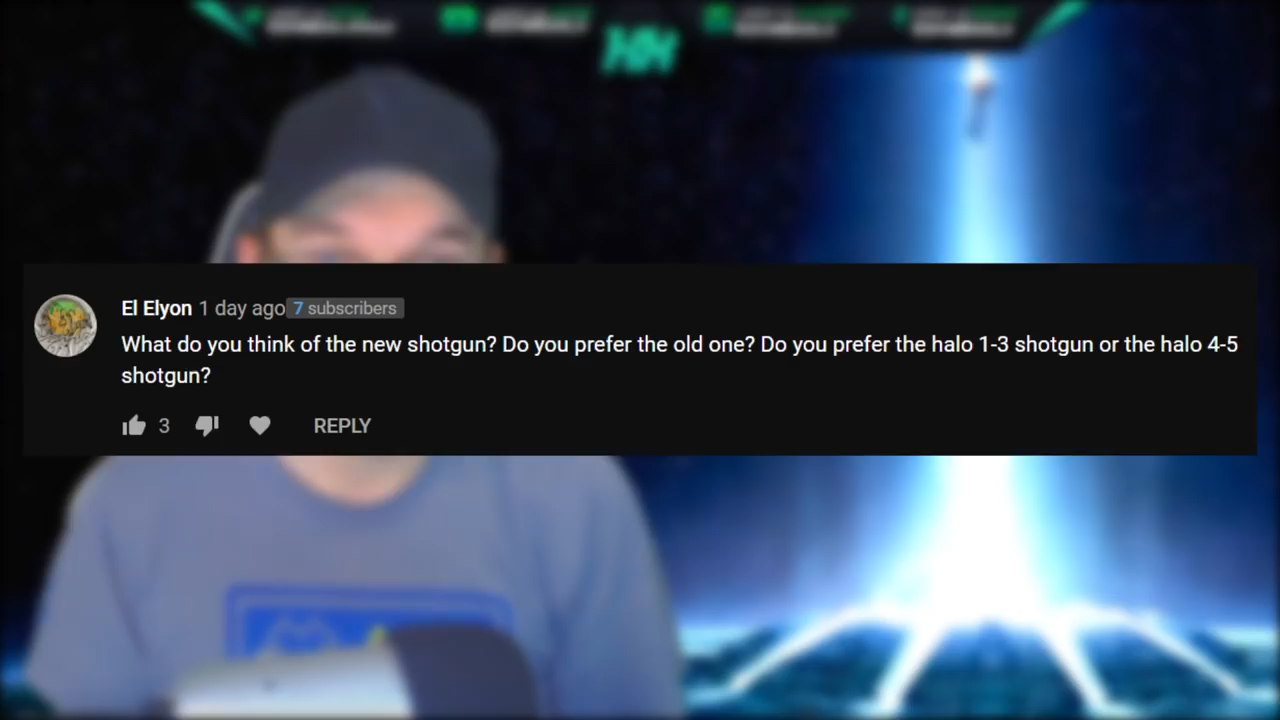 HH
El Elyon 1 day ago 7 subscribers
What do you think of the new shotgun? Do you prefer the old one? Do you prefer the halo 1-3 shotgun or the halo 4-5
shotgun?
3 REPLY